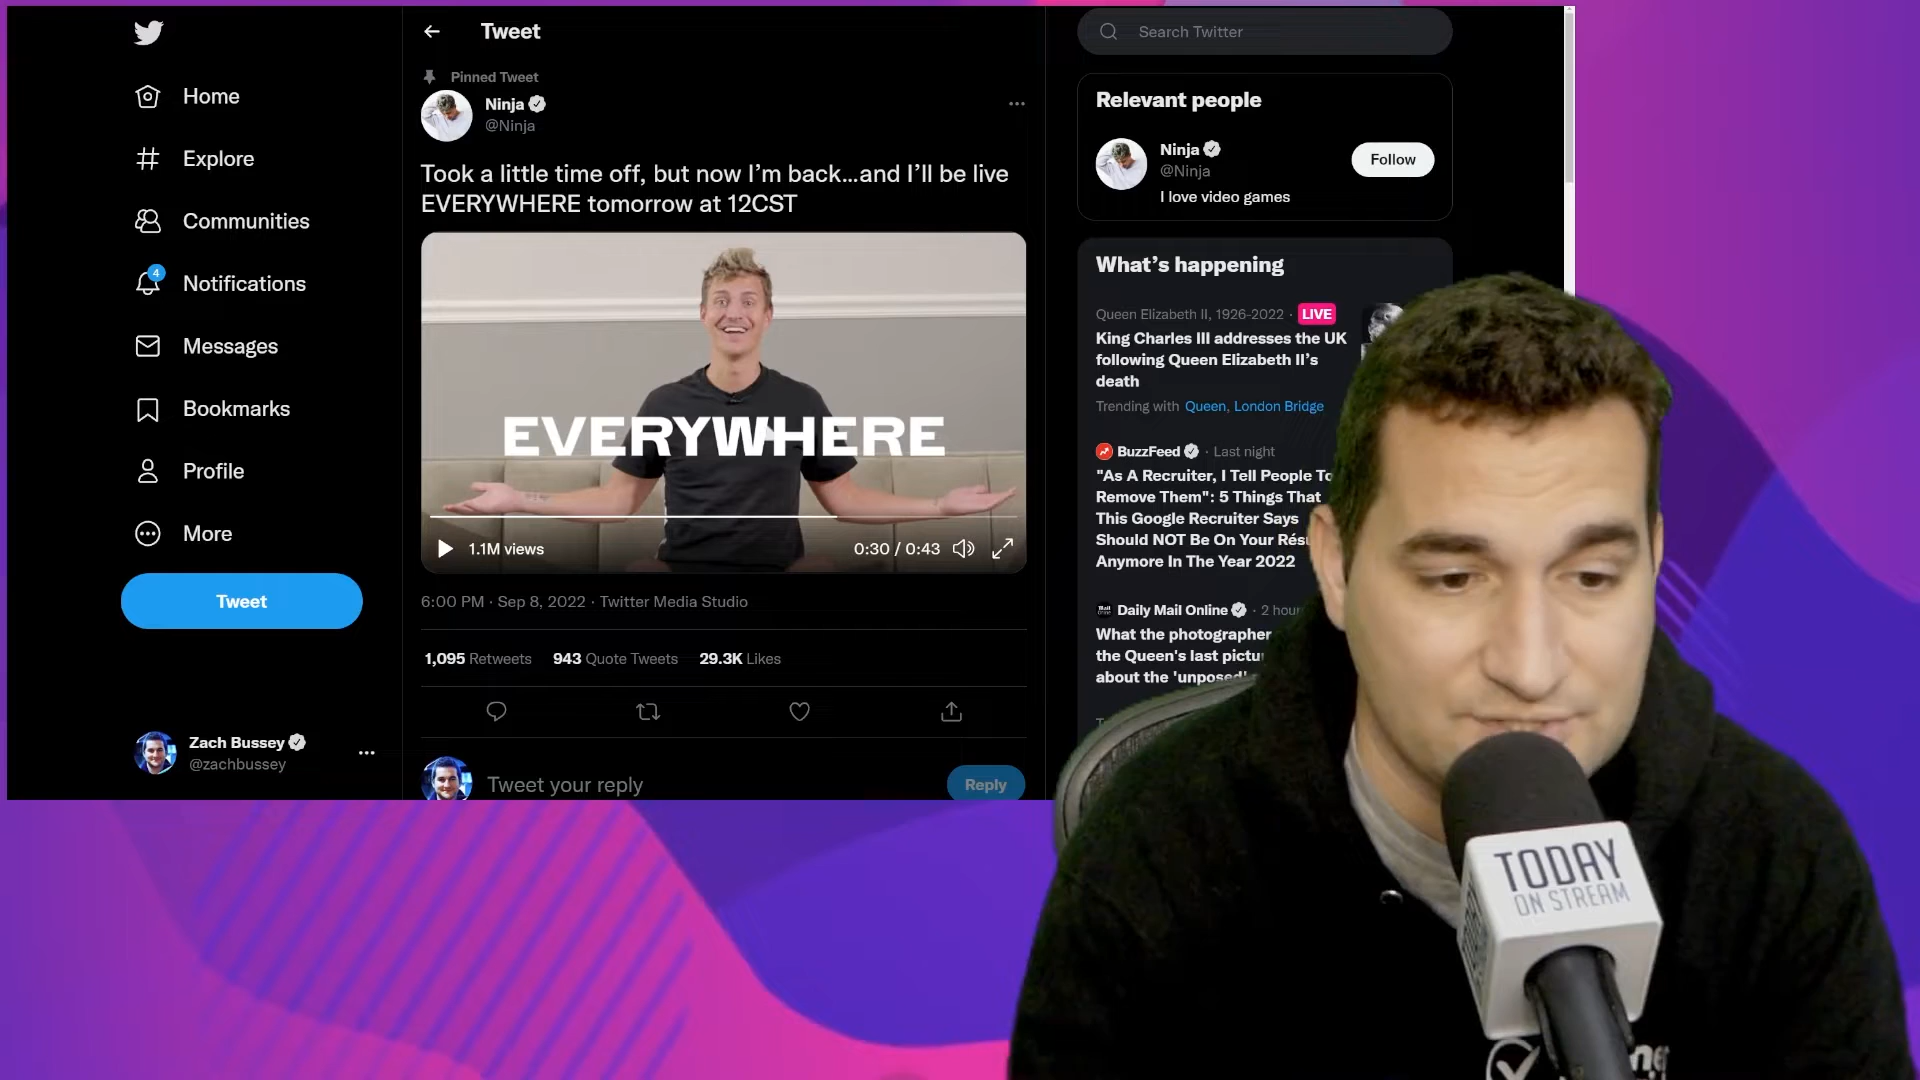 Home
Explore
Communities
4
Notifications
Messages
Bookmarks
Profile
More
Tweet
Zach Bussey
@zachbussey
Tweet
Pinned Tweet
Ninja
@Ninja
Took a little time off, but now I’m back...and I’ll be live
EVERYWHERE tomorrow at 12CST
EVERYWHERE
1.1M views
0:30 / 0:43
6:00 PM · Sep 8, 2022 · Twitter Media Studio
1,095 Retweets 943 Quote Tweets 29.3K Likes
Tweet your reply
Reply
Search Twitter
Relevant people
Ninja
@Ninja
Follow
I love video games
What’s happening
Queen Elizabeth II, 1926-2022 · LIVE
King Charles III addresses the UK
following Queen Elizabeth II’s
death
Trending with Queen, London Bridge
BuzzFeed · Last night
"As A Recruiter, I Tell People To
Remove Them": 5 Things That
This Google Recruiter Says
Should NOT Be On Your
Anymore In The Year 2022
Daily Mail Online · 2
What the photographer
the Queen's last
about the 'unposed'
TODAY
ON STREAM